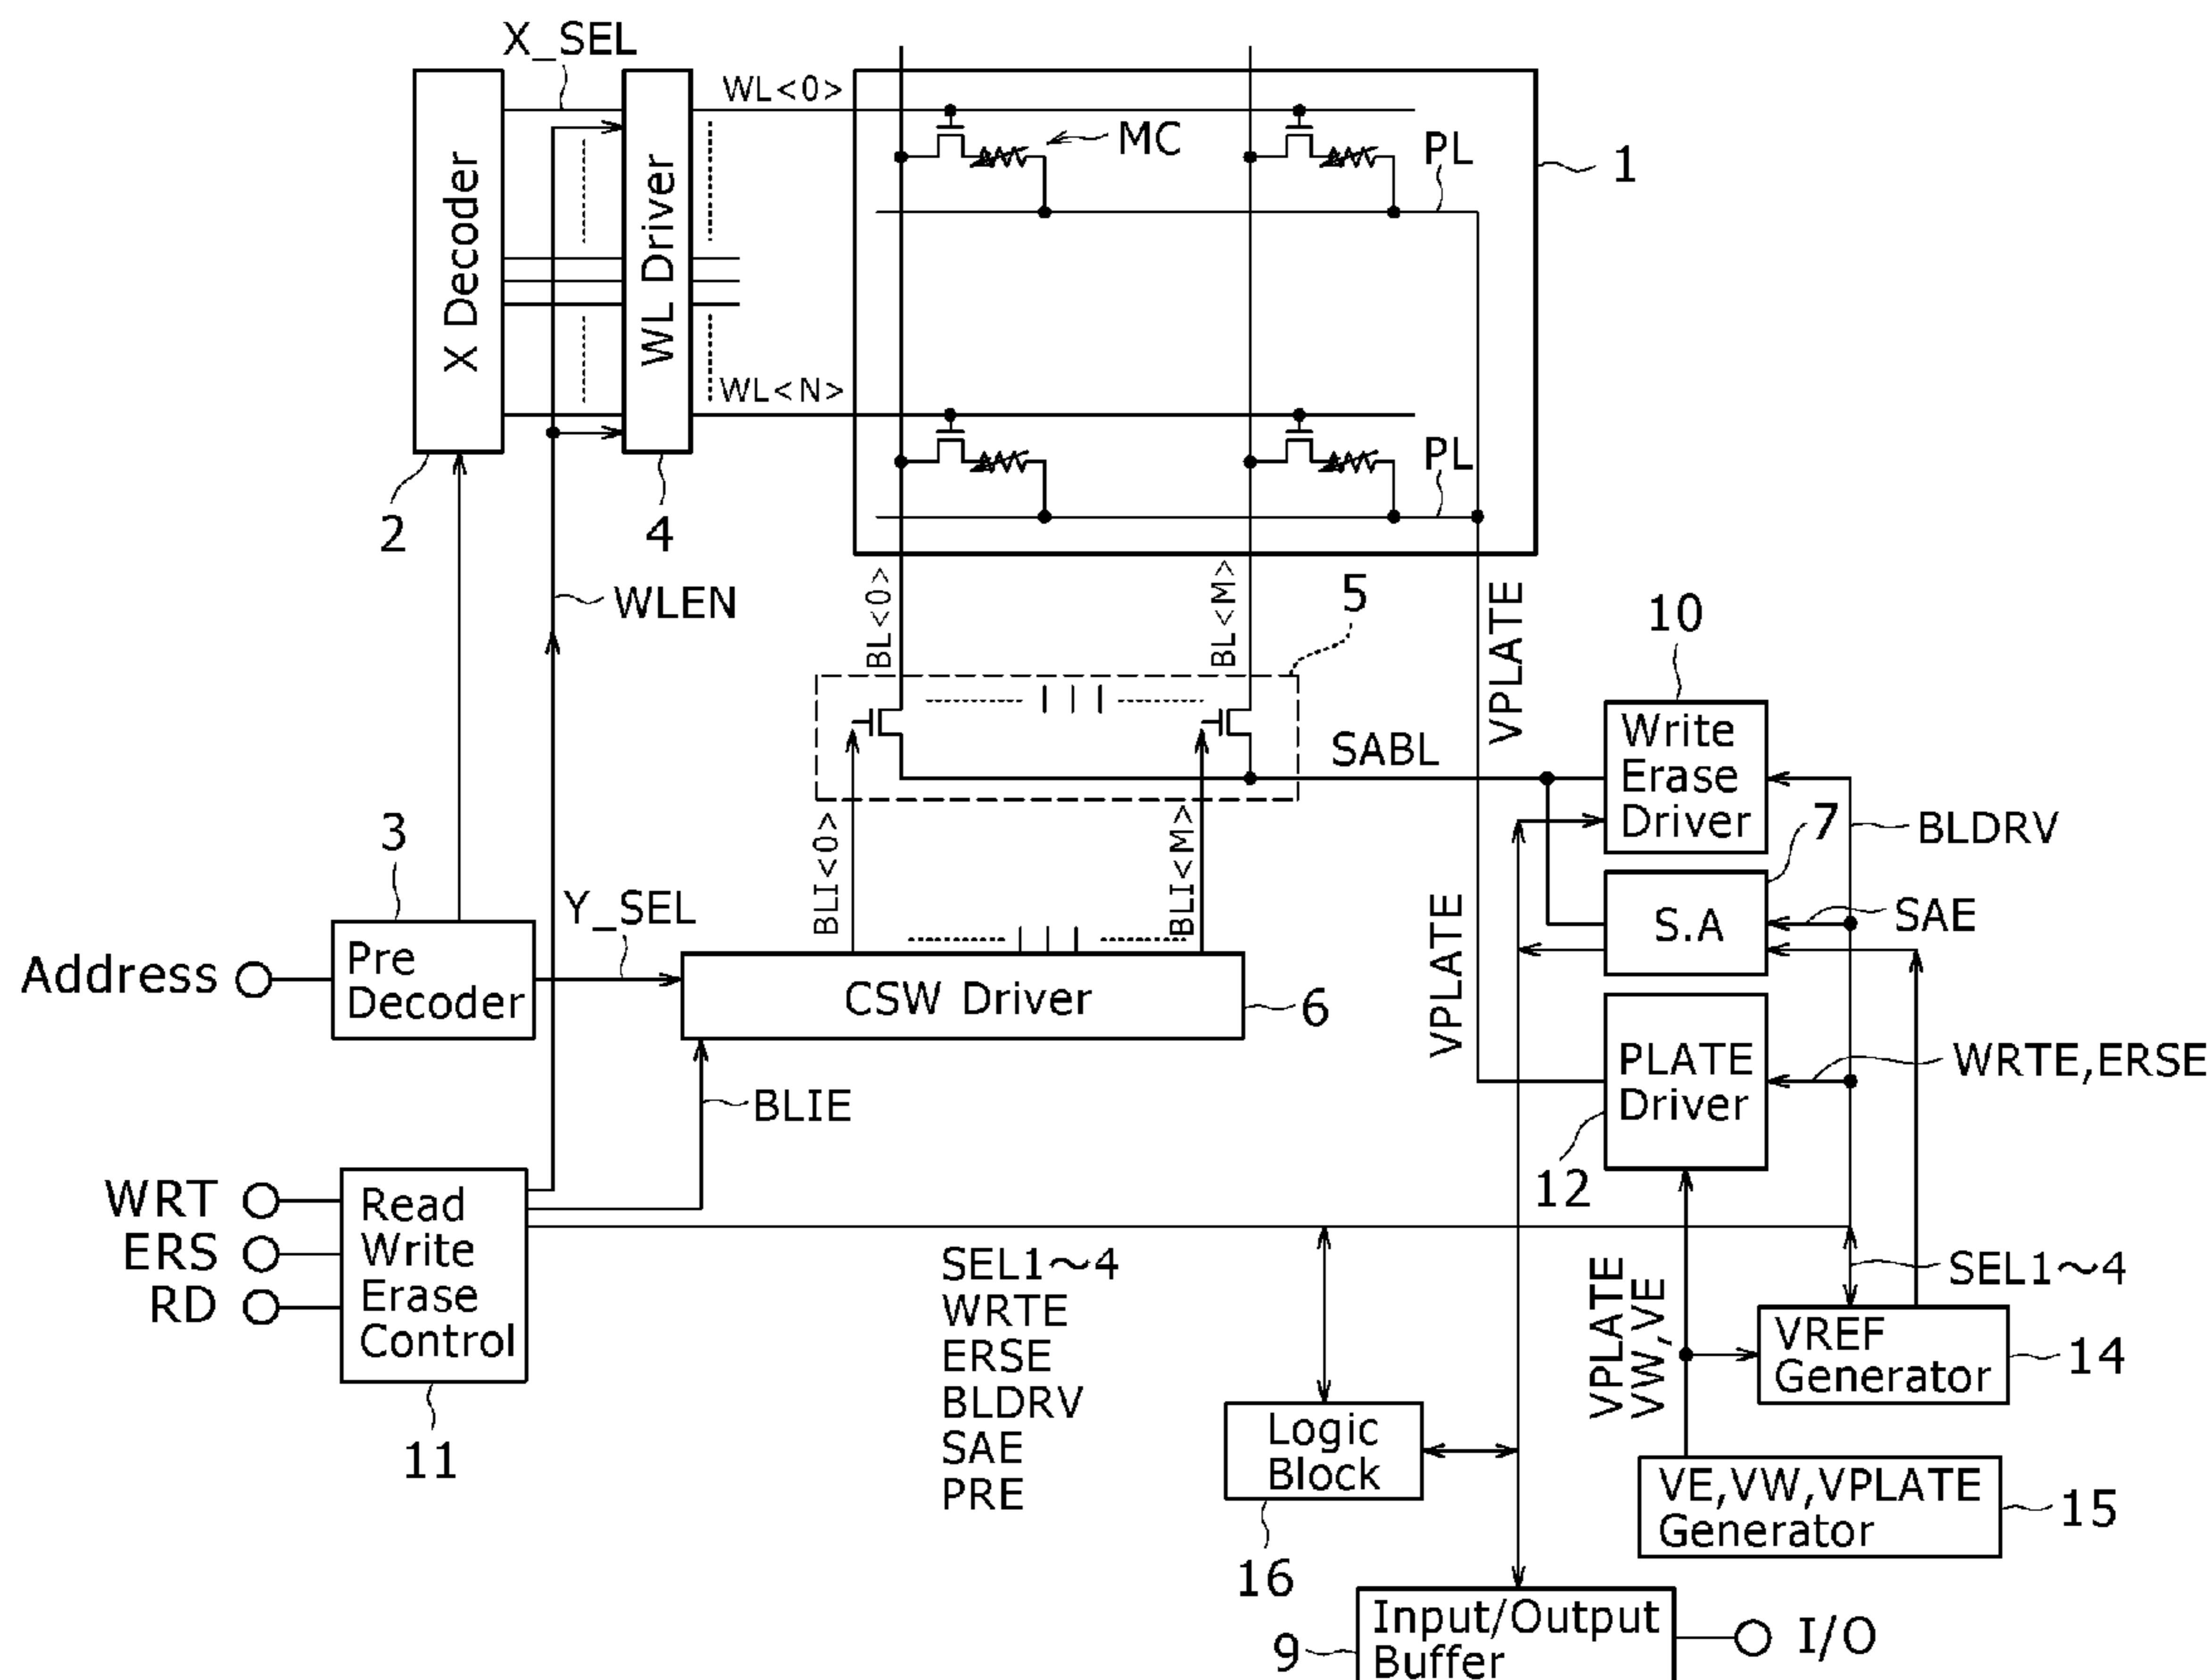 X_SEL
WL<0>
MC
PL
1
X Decoder
WL Driver
WL<N>
PL
2
4
WLEN
BL<0>
BL<M>
5
VPLATE
10
Write
Erase
Driver
SABL
BLDRV
7
3
Y_SEL
BLI<0>
BLI<M>
VPLATE
S.A
SAE
Address
Pre
Decoder
CSW Driver
6
PLATE
Driver
WRTE,ERSE
BLIE
12
WRT
ERS
RD
Read
Write
Erase
Control
11
SEL1～4
WRTE
ERSE
BLDRV
SAE
PRE
VPLATE
VW,VE
SEL1～4
VREF
Generator
14
Logic
Block
16
VE,VW,VPLATE
Generator
15
Input/Output
Buffer
9
I/O